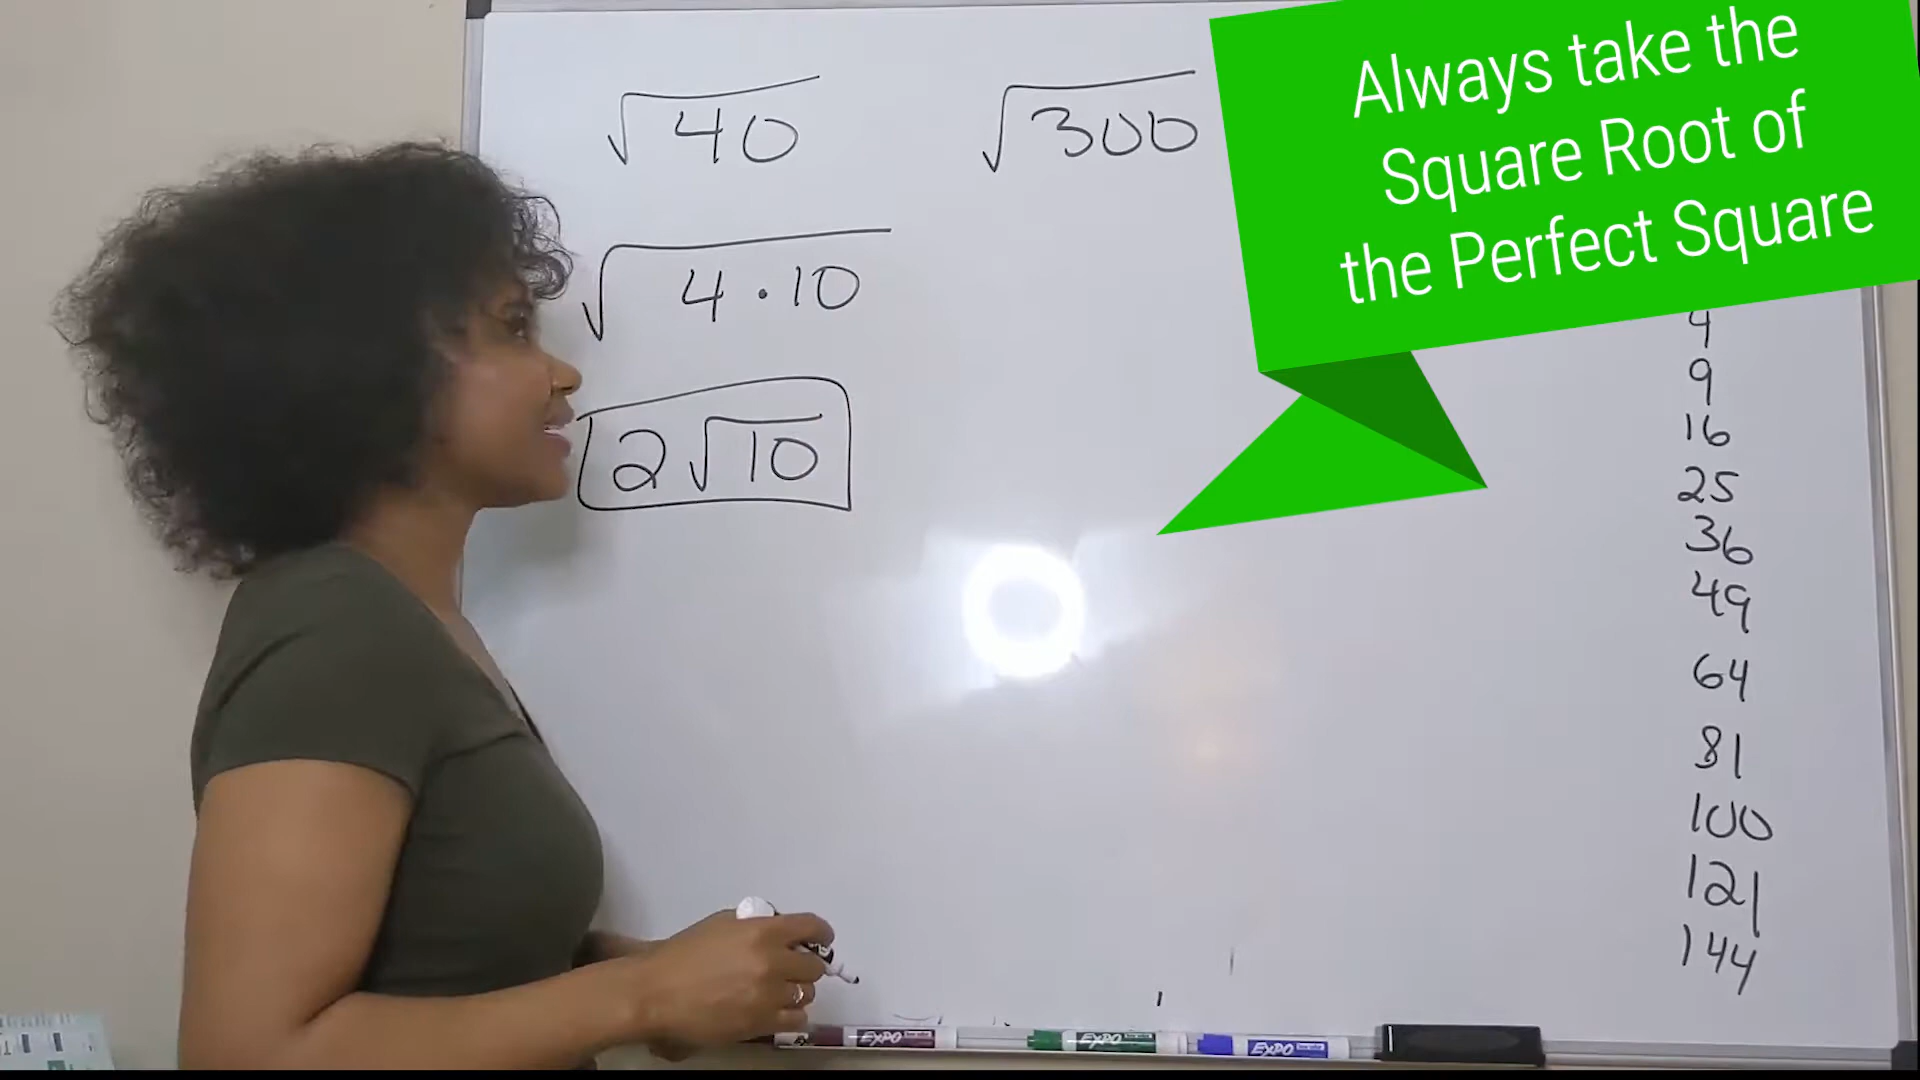 √40
√4·10
2√10
√300
Always take the
Square Root of
the Perfect Square
4
9
16
25
36
49
64
81
100
121
144
EXPO
EXPO
EXPO